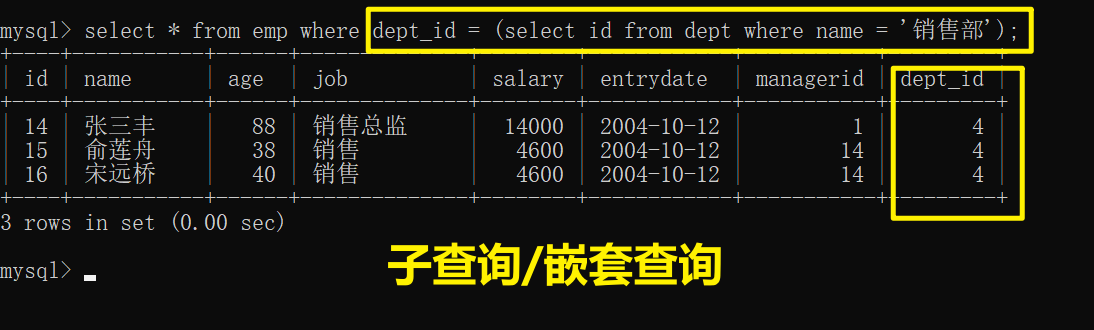 mysql> select * from emp where dept_id = (select id from dept where name = '销售部');
+----+-----------+------+--------------+--------+------------+-----------+---------+
| id | name | age | job | salary | entrydate | managerid | dept_id |
+----+-----------+------+--------------+--------+------------+-----------+---------+
| 14 | 张三丰 | 88 | 销售总监 | 14000 | 2004-10-12 | 1 | 4 |
| 15 | 俞莲舟 | 38 | 销售 | 4600 | 2004-10-12 | 14 | 4 |
| 16 | 宋远桥 | 40 | 销售 | 4600 | 2004-10-12 | 14 | 4 |
+----+-----------+------+--------------+--------+------------+-----------+---------+
3 rows in set (0.00 sec)
子查询/嵌套查询
mysql>